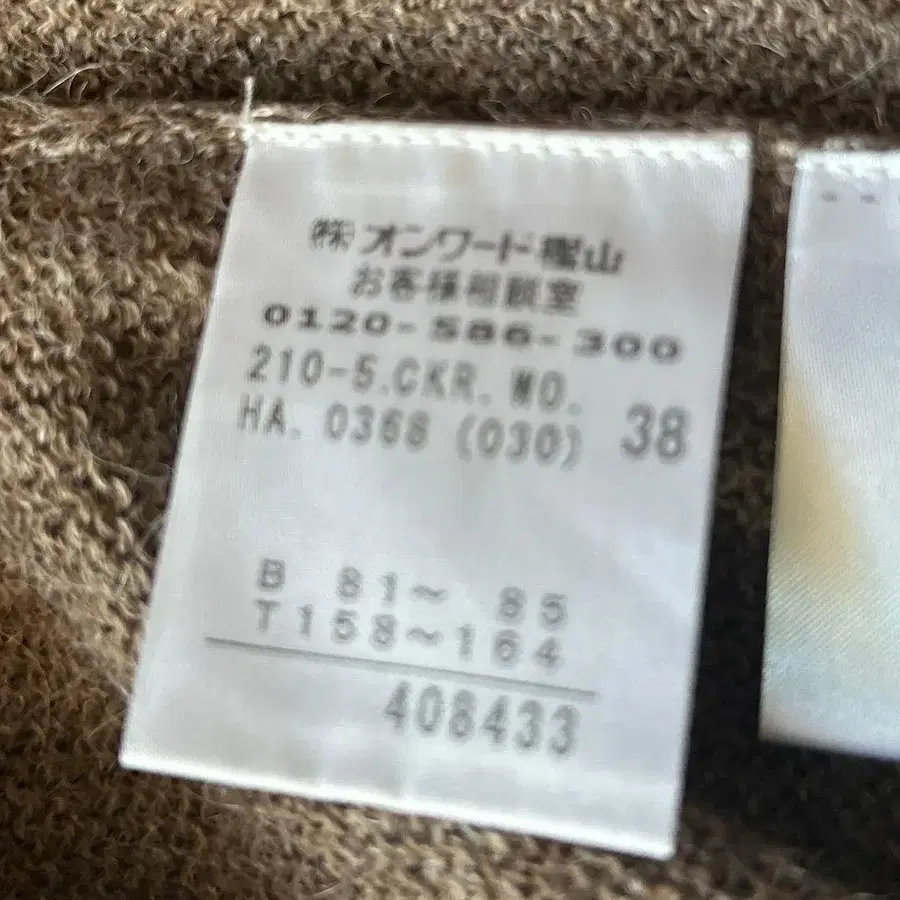 ㈱オンワード樫山
お客様相談室
0120-586-300
210-5.CKR.WO.
HA. 0368 (030) 38
B 81~ 85
T158~164
408433